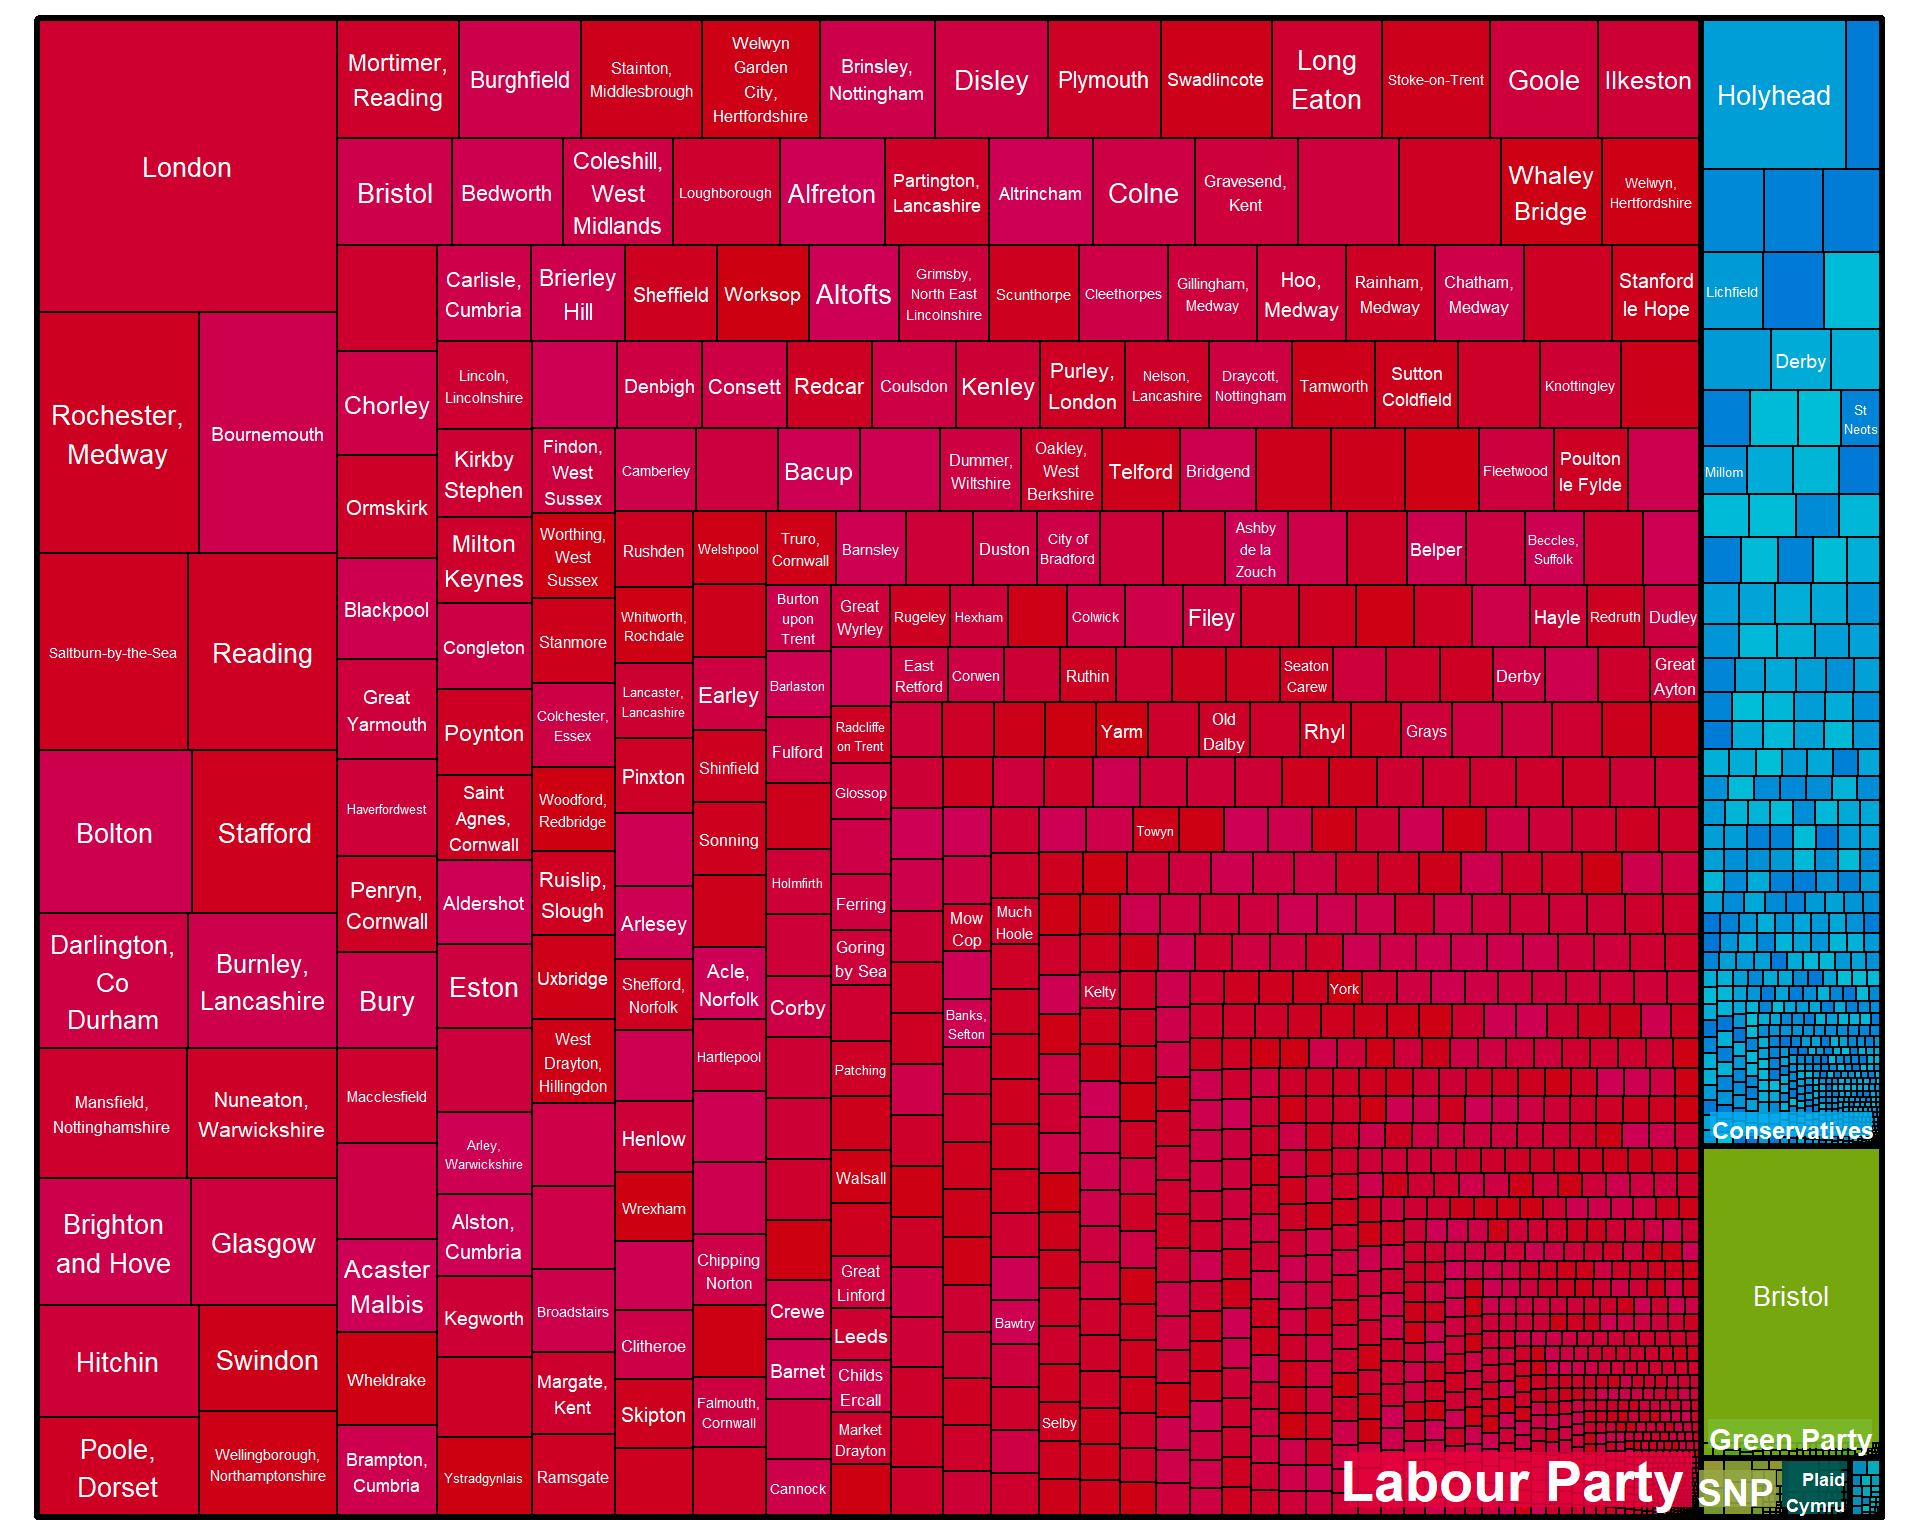 London
Rochester,
Medway
Bournemouth
Saltburn-by-the-Sea
Reading
Bolton
Stafford
Darlington,
Co
Durham
Burnley,
Lancashire
Mansfield,
Nottinghamshire
Nuneaton,
Warwickshire
Brighton
and Hove
Glasgow
Hitchin
Swindon
Poole,
Dorset
Wellingborough,
Northamptonshire
Mortimer,
Reading
Burghfield
Stainton,
Middlesbrough
Welwyn
Garden
City,
Hertfordshire
Brinsley,
Nottingham
Disley
Plymouth
Swadlincote
Long
Eaton
Stoke-on-Trent
Goole
Ilkeston
Bristol
Bedworth
Coleshill,
West
Midlands
Loughborough
Alfreton
Partington,
Lancashire
Altrincham
Colne
Gravesend,
Kent
Whaley
Bridge
Welwyn,
Hertfordshire
Chorley
Ormskirk
Blackpool
Great
Yarmouth
Haverfordwest
Penryn,
Cornwall
Bury
Macclesfield
Acaster
Malbis
Wheldrake
Brampton,
Cumbria
Carlisle,
Cumbria
Brierley
Hill
Sheffield
Worksop
Altofts
Grimsby,
North East
Lincolnshire
Scunthorpe
Cleethorpes
Gillingham,
Medway
Hoo,
Medway
Rainham,
Medway
Chatham,
Medway
Stanford
le Hope
Lincoln,
Lincolnshire
Kirkby
Stephen
Milton
Keynes
Congleton
Poynton
Saint
Agnes,
Cornwall
Aldershot
Eston
Arley,
Warwickshire
Alston,
Cumbria
Kegworth
Ystradgynlais
Denbigh
Consett
Redcar
Coulsdon
Kenley
Purley,
London
Nelson,
Lancashire
Draycott,
Nottingham
Tamworth
Sutton
Coldfield
Knottingley
Findon,
West
Sussex
Worthing,
West
Sussex
Stanmore
Colchester,
Essex
Woodford,
Redbridge
Ruislip,
Slough
Uxbridge
West
Drayton,
Hillingdon
Broadstairs
Margate,
Kent
Ramsgate
Camberley
Bacup
Dummer,
Wiltshire
Oakley,
West
Berkshire
Telford
Bridgend
Fleetwood
Poulton
le Fylde
Rushden
Whitworth,
Rochdale
Lancaster,
Lancashire
Pinxton
Arlesey
Shefford,
Norfolk
Henlow
Wrexham
Clitheroe
Skipton
Welshpool
Earley
Shinfield
Sonning
Acle,
Norfolk
Hartlepool
Chipping
Norton
Falmouth,
Cornwall
Truro,
Cornwall
Barnsley
Duston
City of
Bradford
Ashby
de la
Zouch
Belper
Beccles,
Suffolk
Burton
upon
Trent
Barlaston
Fulford
Holmfirth
Corby
Crewe
Barnet
Cannock
Great
Wyrley
Rugeley
Hexham
Colwick
Filey
Hayle
Redruth
Dudley
Radcliffe
on Trent
Glossop
Ferring
Goring
by Sea
Patching
Walsall
Great
Linford
Leeds
Childs
Ercall
Market
Drayton
East
Retford
Corwen
Ruthin
Seaton
Carew
Derby
Great
Ayton
Yarm
Old
Dalby
Rhyl
Grays
Towyn
Mow
Cop
Banks,
Sefton
Much
Hoole
Bawtry
Kelty
York
Selby
Labour Party
Holyhead
Lichfield
Derby
St
Neots
Millom
Conservatives
Bristol
Green Party
SNP
Plaid
Cymru